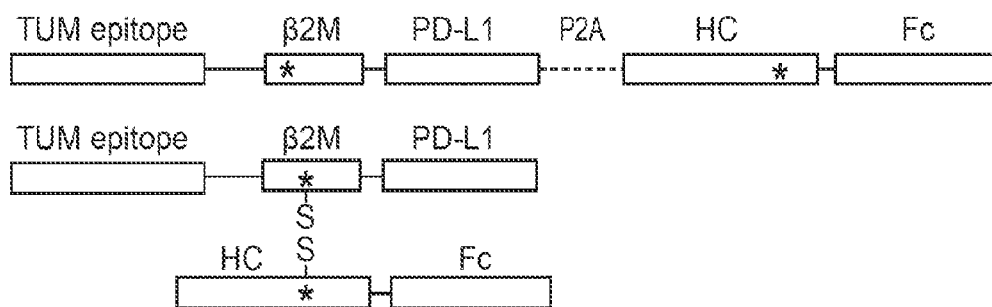 TUM epitope β2M PD-L1 P2A HC Fc
* *
TUM epitope β2M PD-L1
*
S
S
HC Fc
*